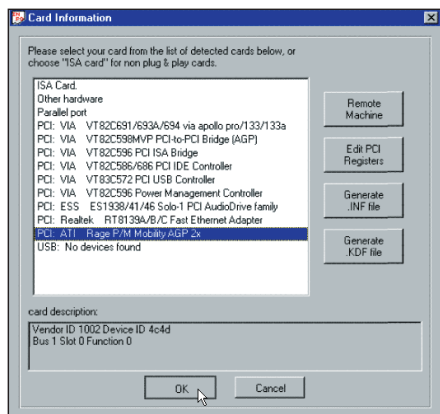 Card Information
Please select your card from the list of detected cards below, or
choose "ISA card" for non plug & play cards.
ISA Card.
Other hardware
Parallel port
PCI: VIA VT82C691/693A/694 via apollo pro/133/133a
PCI: VIA VT82C598MVP PCI-to-PCI Bridge (AGP)
PCI: VIA VT82C596 PCI ISA Bridge
PCI: VIA VT82C586/686 PCI IDE Controller
PCI: VIA VT83C572 PCI USB Controller
PCI: VIA VT82C596 Power Management Controller
PCI: ESS ES1938/41/46 Solo-1 PCI AudioDrive family
PCI: Realtek RT8139A/B/C Fast Ethernet Adapter
PCI: ATI Rage P/M Mobility AGP 2x
USB: No devices found
Remote
Machine
Edit PCI
Registers
Generate
.INF file
Generate
.KDF file
card description:
Vendor ID 1002 Device ID 4c4d
Bus 1 Slot 0 Function 0
OK
Cancel